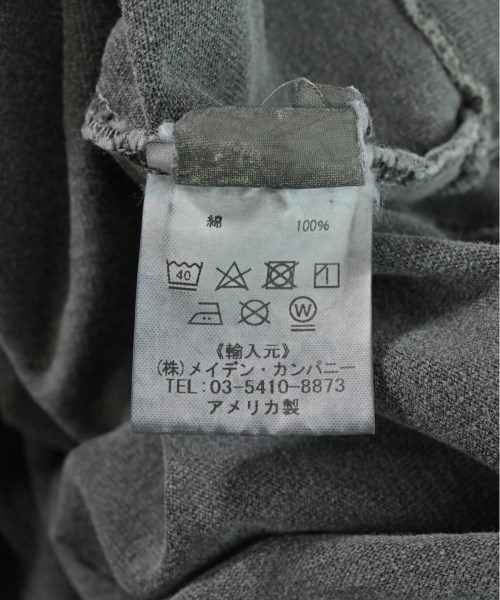 綿 100%
40
W
《輸入元》
(株)メイデン・カンパニー
TEL: 03-5410-8873
アメリカ製